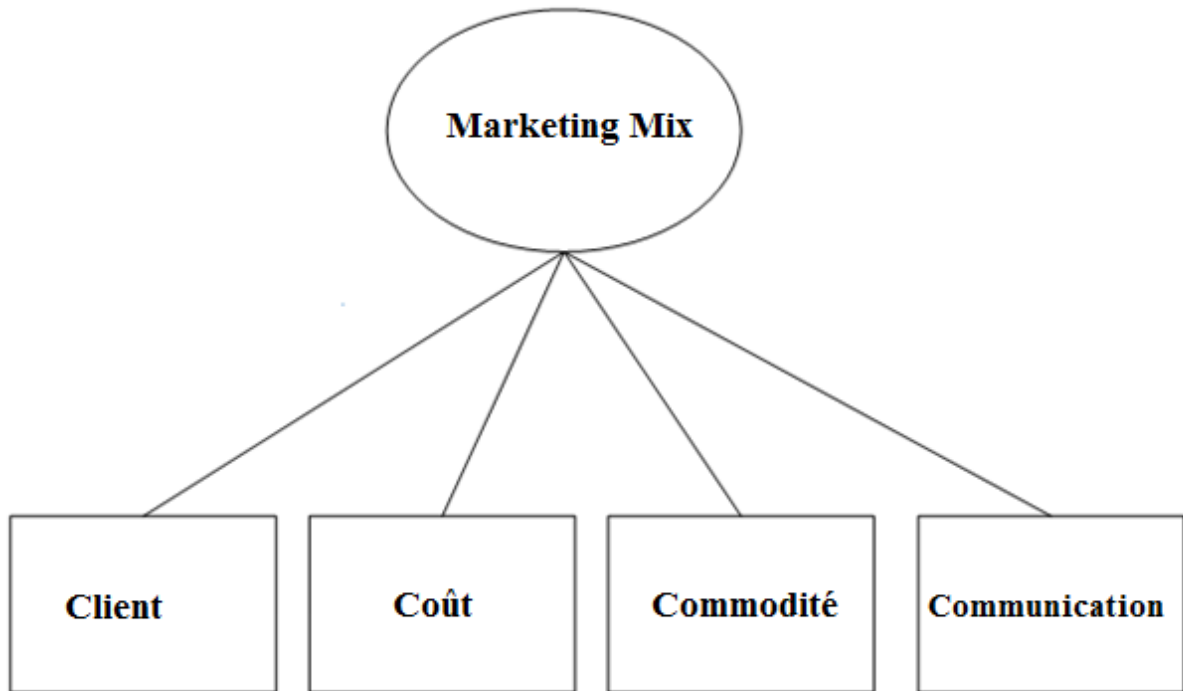 Marketing Mix
Client
Coût
Commodité
Communication